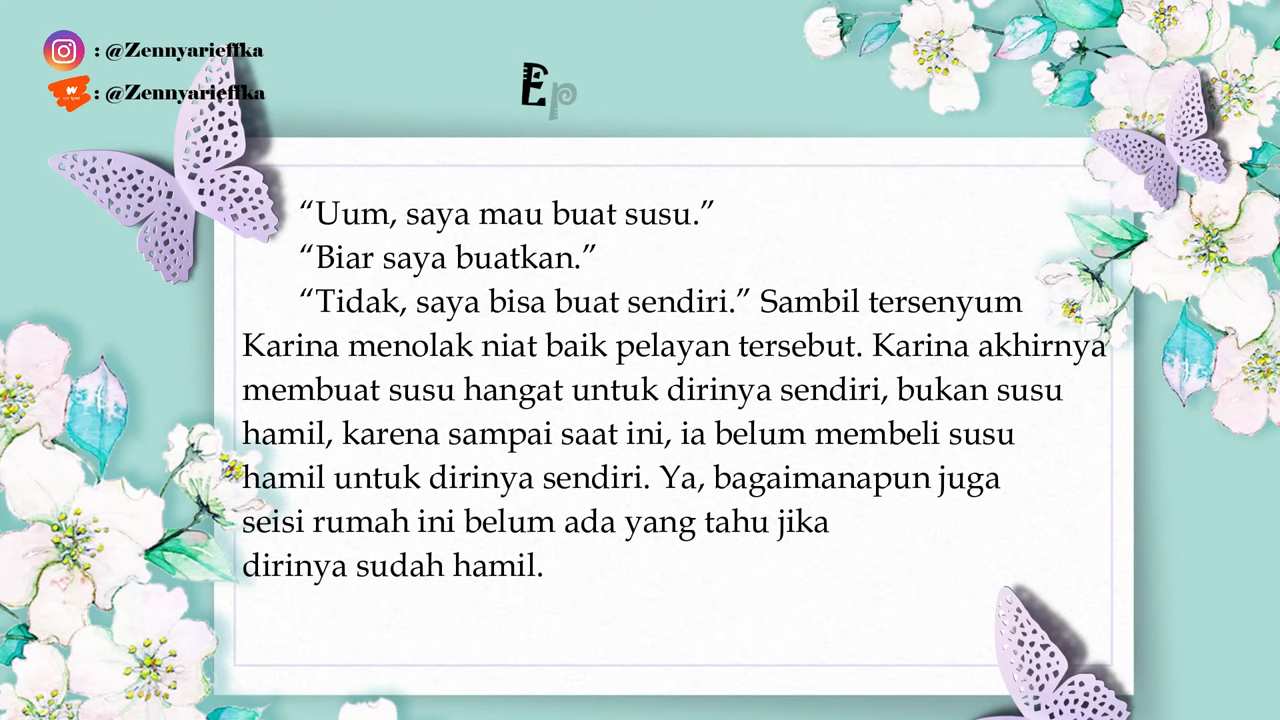 : @Zennyarieffka
: @Zennyarieffka
Ep
“Uum, saya mau buat susu.”
“Biar saya buatkan.”
“Tidak, saya bisa buat sendiri.” Sambil tersenyum
Karina menolak niat baik pelayan tersebut. Karina akhirnya
membuat susu hangat untuk dirinya sendiri, bukan susu
hamil, karena sampai saat ini, ia belum membeli susu
hamil untuk dirinya sendiri. Ya, bagaimanapun juga
seisi rumah ini belum ada yang tahu jika
dirinya sudah hamil.